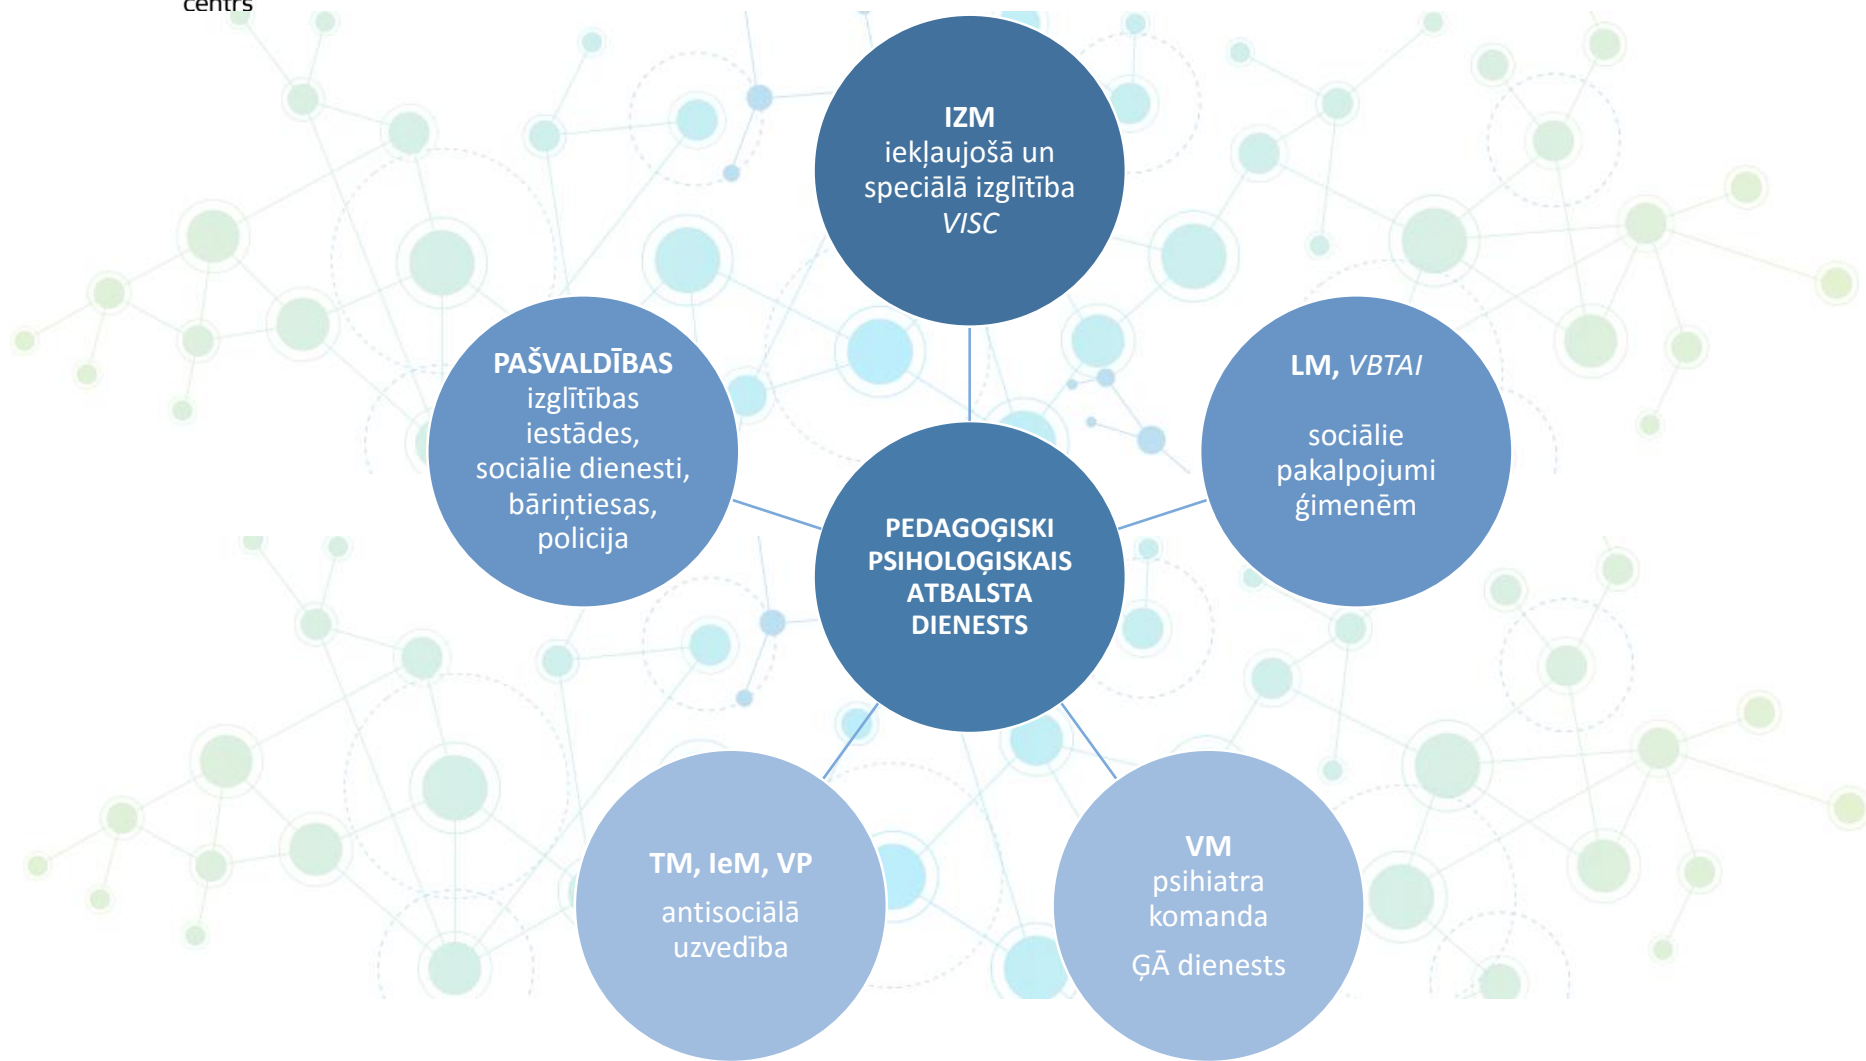 centrs
IZM
iekļaujošā un
speciālā izglītība
VISC
PAŠVALDĪBAS
izglītības
iestādes,
sociālie dienesti,
bāriņtiesas,
policija
LM, VBTAI
sociālie
pakalpojumi
ģimenēm
PEDAGOĢISKI
PSIHOLOĢISKAIS
ATBALSTA
DIENESTS
TM, IeM, VP
antisociālā
uzvedība
VM
psihiatra
komanda
ĢĀ dienests